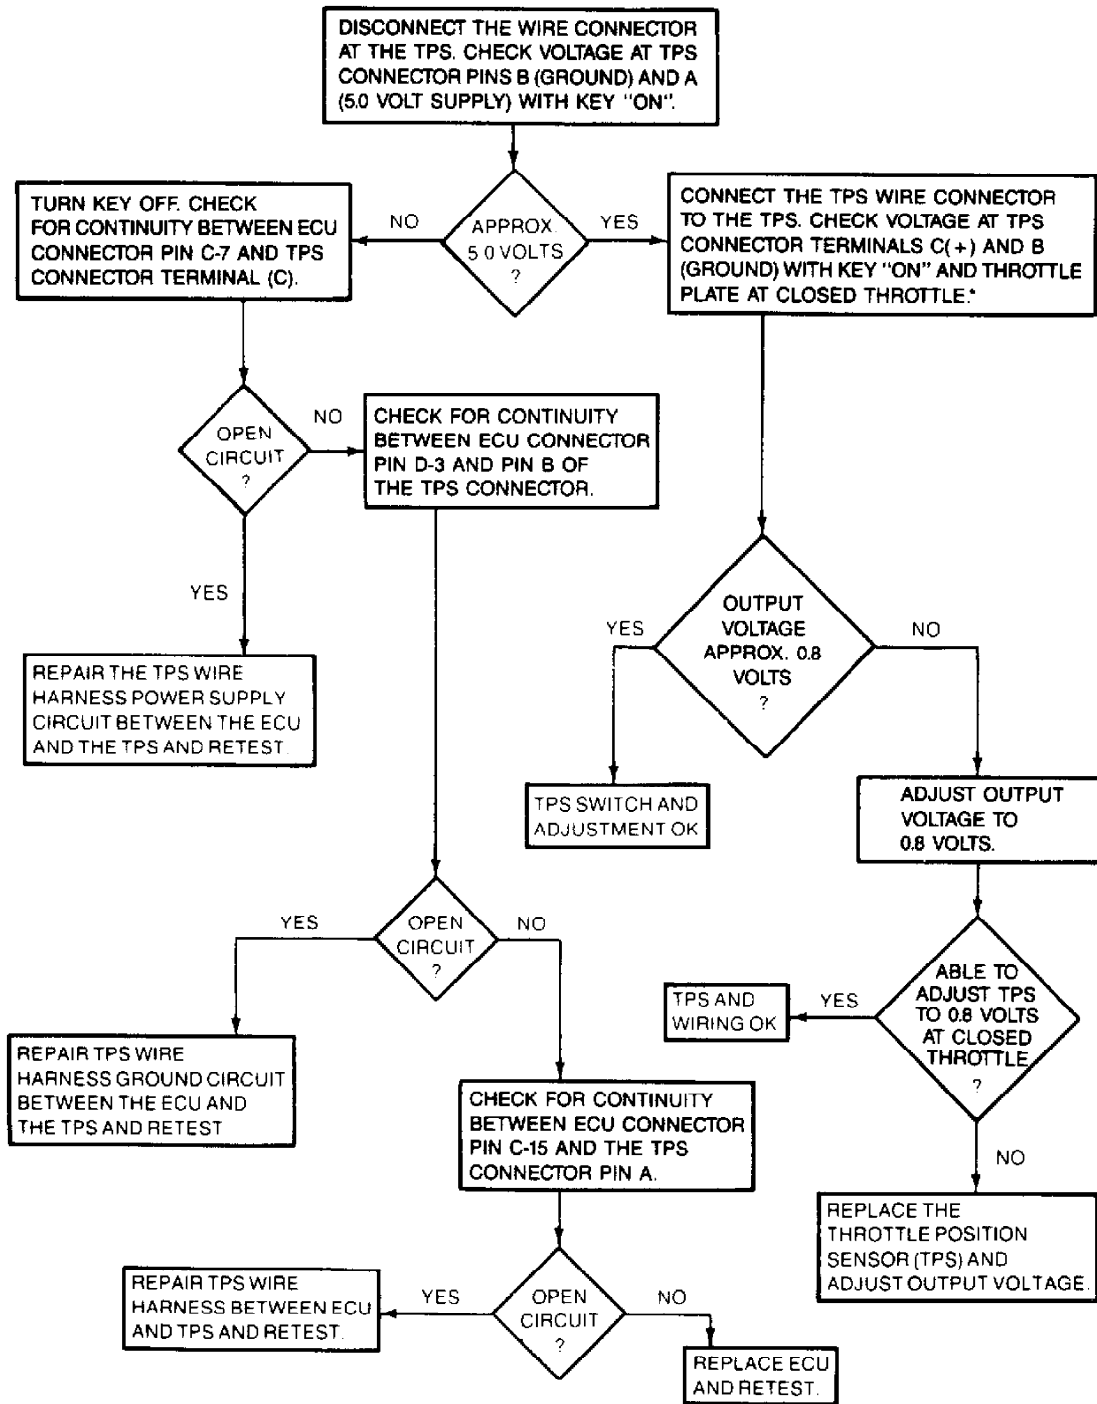 DISCONNECT THE WIRE CONNECTOR
AT THE TPS. CHECK VOLTAGE AT TPS
CONNECTOR PINS B (GROUND) AND A
(5.0 VOLT SUPPLY) WITH KEY "ON".
APPROX.
5.0 VOLTS
?
NO
YES
TURN KEY OFF. CHECK
FOR CONTINUITY BETWEEN ECU
CONNECTOR PIN C-7 AND TPS
CONNECTOR TERMINAL (C).
CONNECT THE TPS WIRE CONNECTOR
TO THE TPS. CHECK VOLTAGE AT TPS
CONNECTOR TERMINALS C(+) AND B
(GROUND) WITH KEY "ON" AND THROTTLE
PLATE AT CLOSED THROTTLE.*
OPEN
CIRCUIT
?
NO
YES
CHECK FOR CONTINUITY
BETWEEN ECU CONNECTOR
PIN D-3 AND PIN B OF
THE TPS CONNECTOR.
REPAIR THE TPS WIRE
HARNESS POWER SUPPLY
CIRCUIT BETWEEN THE ECU
AND THE TPS AND RETEST.
OUTPUT
VOLTAGE
APPROX. 0.8
VOLTS
?
YES
NO
TPS SWITCH AND
ADJUSTMENT OK
ADJUST OUTPUT
VOLTAGE TO
0.8 VOLTS.
OPEN
CIRCUIT
?
YES
NO
ABLE TO
ADJUST TPS
TO 0.8 VOLTS
AT CLOSED
THROTTLE
?
YES
NO
TPS AND
WIRING OK
REPAIR TPS WIRE
HARNESS GROUND CIRCUIT
BETWEEN THE ECU AND
THE TPS AND RETEST
CHECK FOR CONTINUITY
BETWEEN ECU CONNECTOR
PIN C-15 AND THE TPS
CONNECTOR PIN A.
REPLACE THE
THROTTLE POSITION
SENSOR (TPS) AND
ADJUST OUTPUT VOLTAGE.
OPEN
CIRCUIT
?
YES
NO
REPAIR TPS WIRE
HARNESS BETWEEN ECU
AND TPS AND RETEST.
REPLACE ECU
AND RETEST.